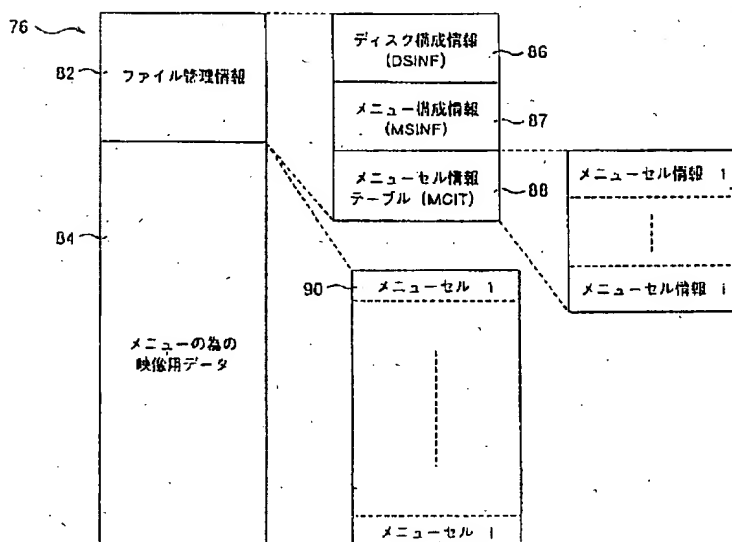 76
82
ファイル管理情報
84
メニューの為の
映像用データ
ディスク構成情報
(DSINF)
86
メニュー構成情報
(MSINF)
87
メニューセル情報
テーブル (MCIT)
88
メニューセル情報 1
メニューセル情報 i
90
メニューセル 1
メニューセル i